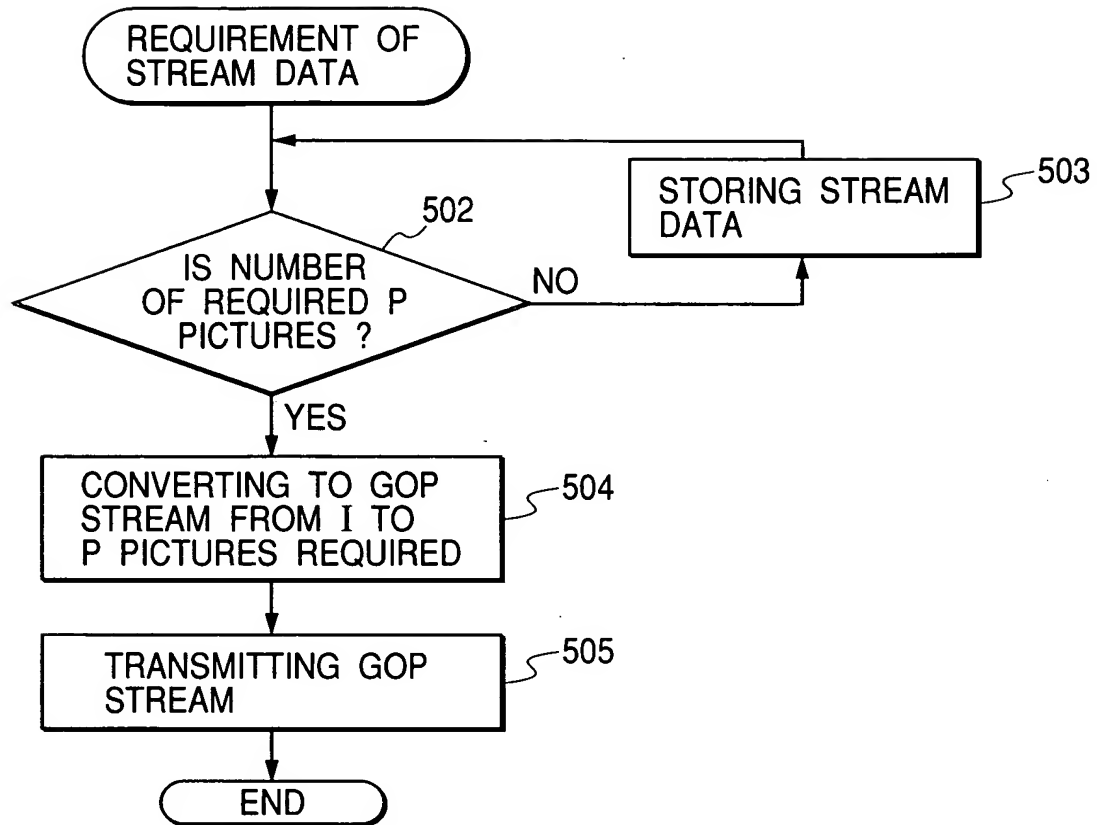 REQUIREMENT OF
STREAM DATA
502
IS NUMBER
OF REQUIRED P
PICTURES ?
NO
STORING STREAM
DATA
503
YES
CONVERTING TO GOP
STREAM FROM I TO
P PICTURES REQUIRED
504
TRANSMITTING GOP
STREAM
505
END